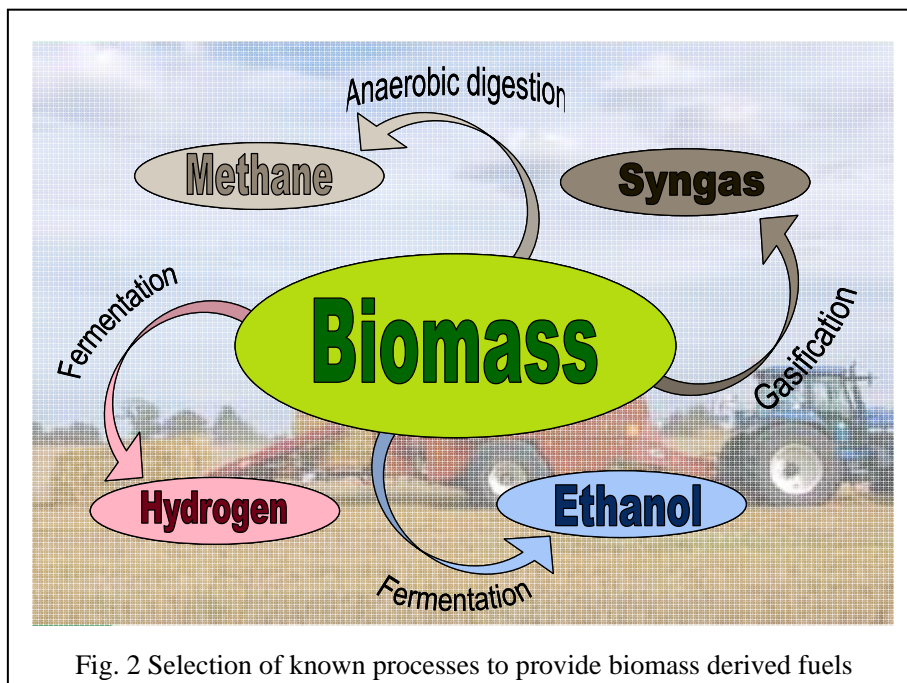 Anaerobic digestion
Methane
Syngas
Fermentation
Biomass
Gasification
Hydrogen
Ethanol
Fermentation
Fig. 2 Selection of known processes to provide biomass derived fuels